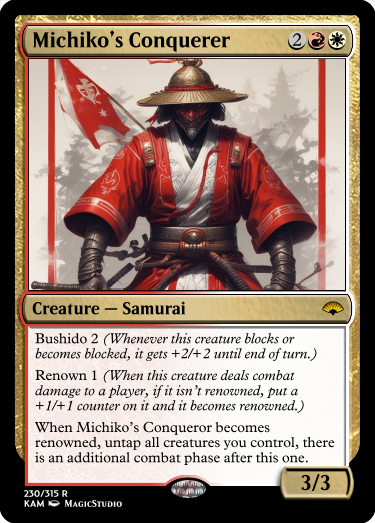 Michiko's Conquerer 2
Creature — Samurai
Bushido 2 (Whenever this creature blocks or
becomes blocked, it gets +2/+2 until end of turn.)
Renown 1 (When this creature deals combat
damage to a player, if it isn't renowned, put a
+1/+1 counter on it and it becomes renowned.)
When Michiko's Conqueror becomes
renowned, untap all creatures you control, there
is an additional combat phase after this one.
3/3
230/315 R
KAM MagicStudio